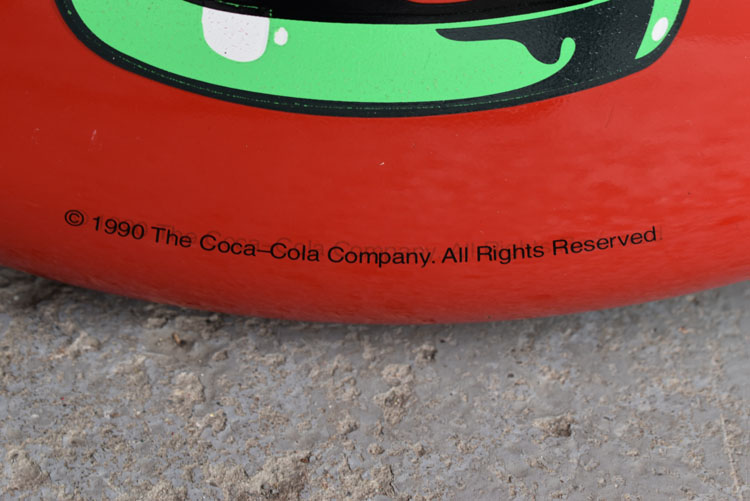 © 1990 The Coca–Cola Company. All Rights Reserved.